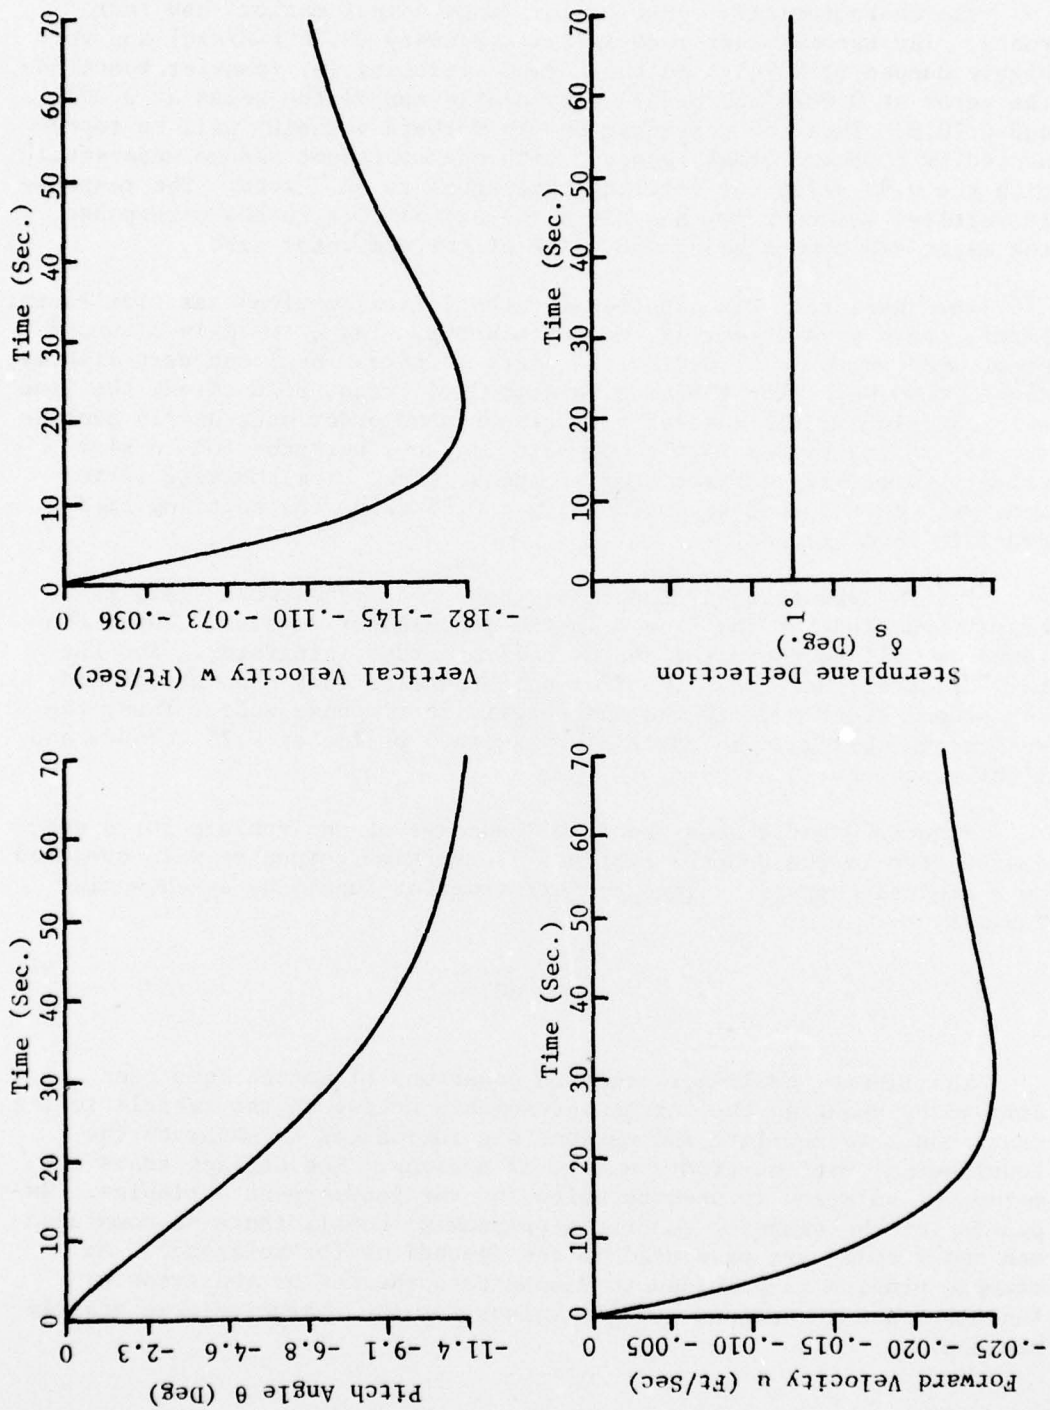 Time (Sec.)
0 10 20 30 40 50 60 70
Pitch Angle θ (Deg)
0 -2.3 -4.6 -6.8 -9.1 -11.4
Time (Sec.)
0 10 20 30 40 50 60 70
Vertical Velocity w (Ft/Sec)
0 -.036 -.073 -.110 -.145 -.182
Time (Sec.)
0 10 20 30 40 50 60 70
Forward Velocity u (Ft/Sec)
0 -.005 -.010 -.015 -.020 -.025
Time (Sec.)
0 10 20 30 40 50 60 70
Sternplane Deflection
δs (Deg.)
1°